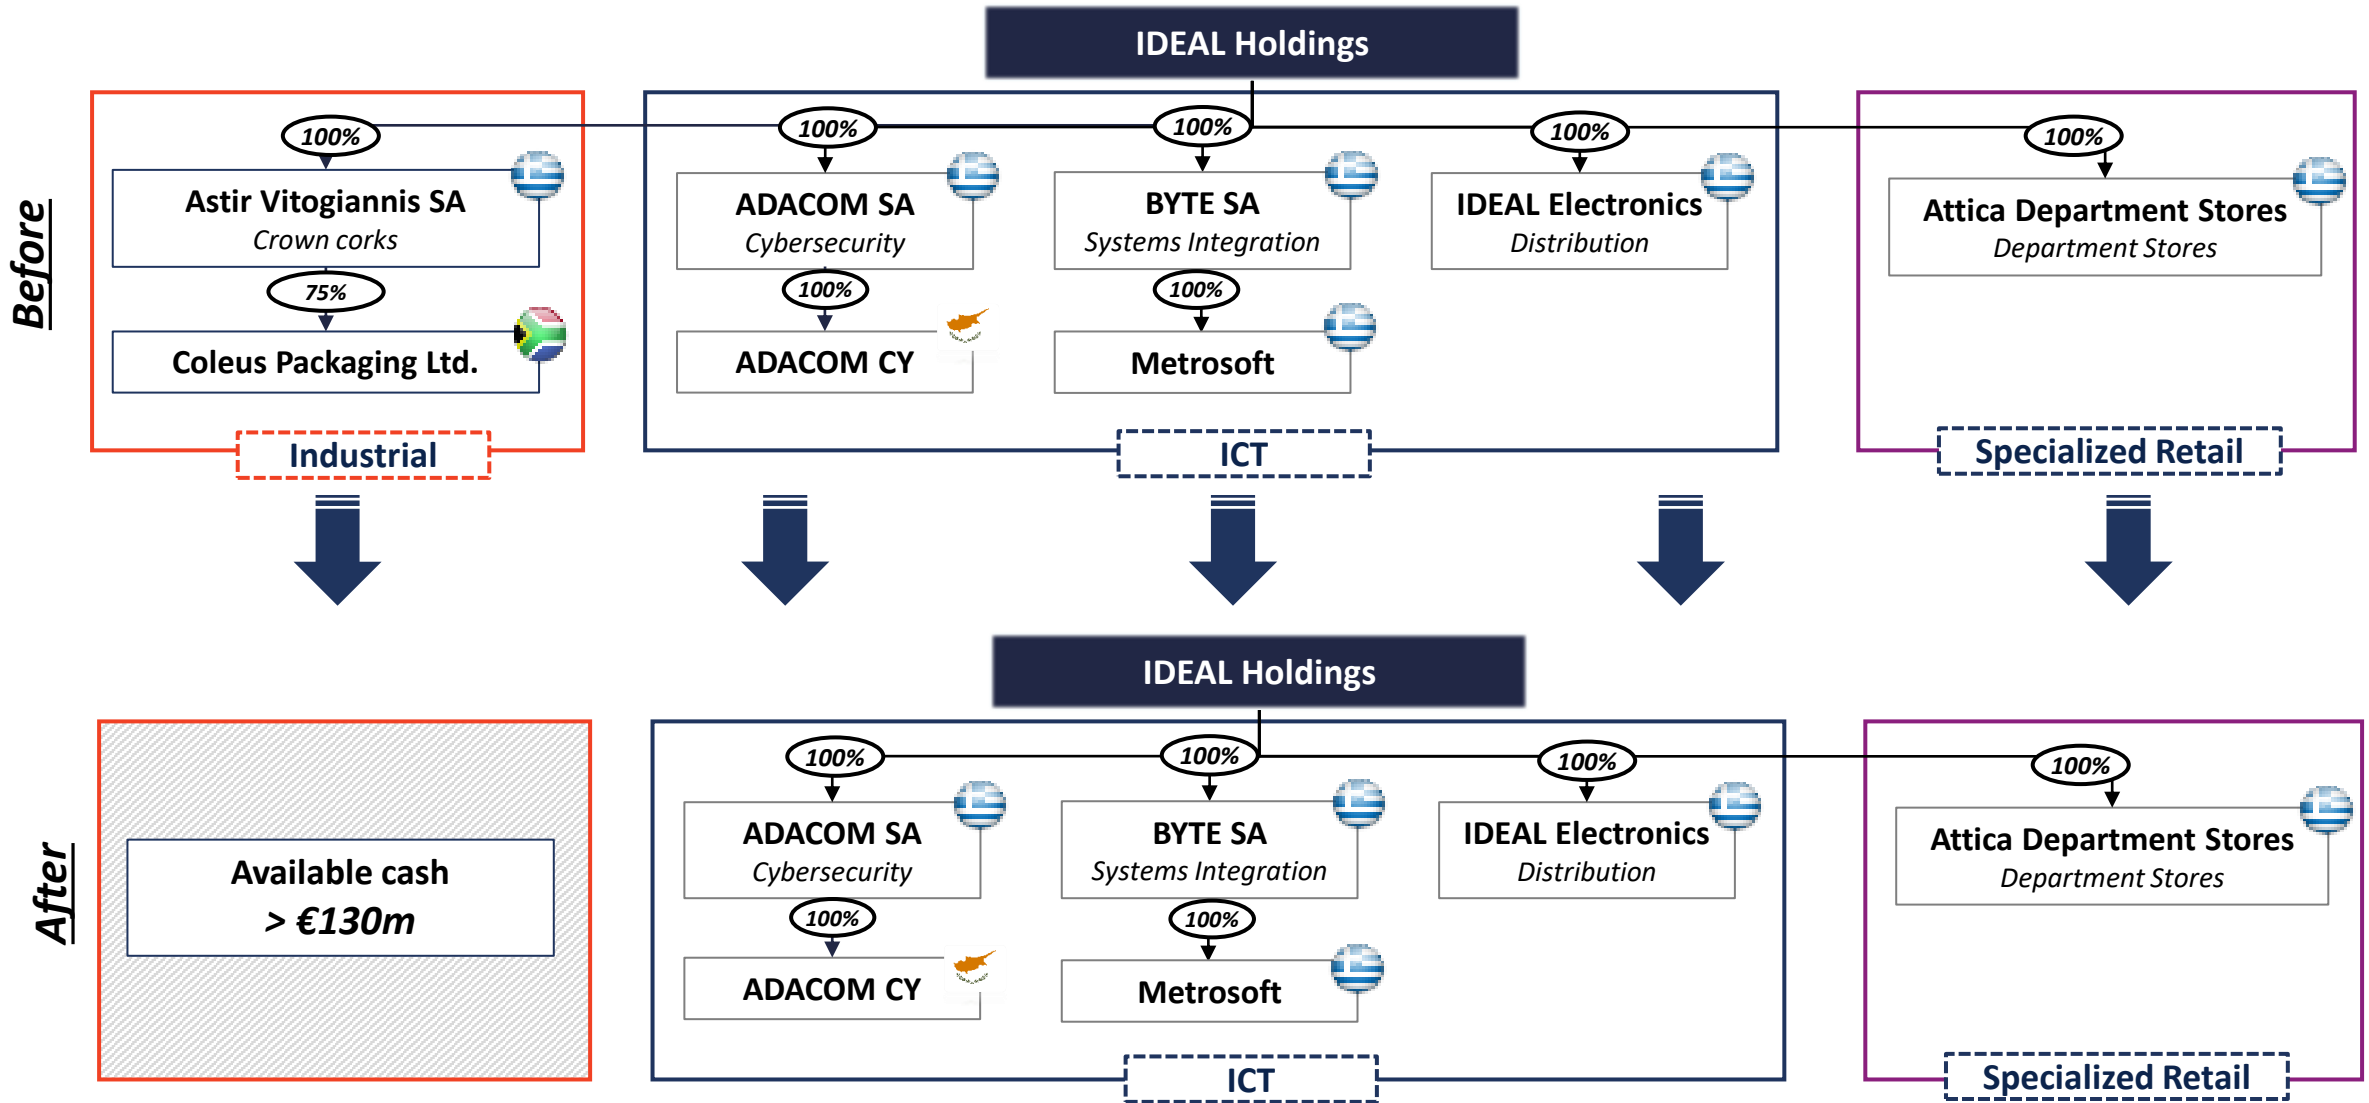 IDEAL Holdings
Before
100%
100%
100%
100%
100%
Astir Vitogiannis SA
Crown corks
ADACOM SA
Cybersecurity
BYTE SA
Systems Integration
IDEAL Electronics
Distribution
Attica Department Stores
Department Stores
75%
100%
100%
Coleus Packaging Ltd.
ADACOM CY
Metrosoft
Industrial
ICT
Specialized Retail
IDEAL Holdings
After
100%
100%
100%
100%
Available cash
> €130m
ADACOM SA
Cybersecurity
BYTE SA
Systems Integration
IDEAL Electronics
Distribution
Attica Department Stores
Department Stores
100%
100%
ADACOM CY
Metrosoft
ICT
Specialized Retail